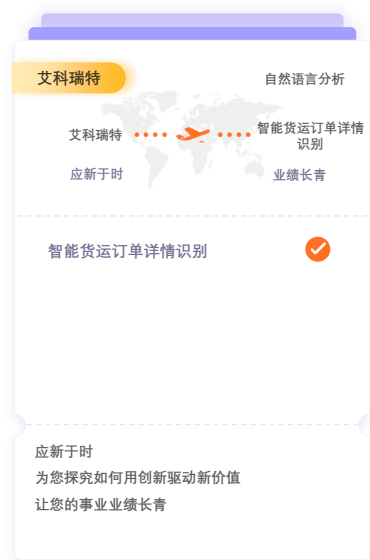 艾科瑞特
自然语言分析
艾科瑞特
智能货运订单详情
识别
应新于时
业绩长青
智能货运订单详情识别
应新于时
为您探究如何用创新驱动新价值
让您的事业业绩长青